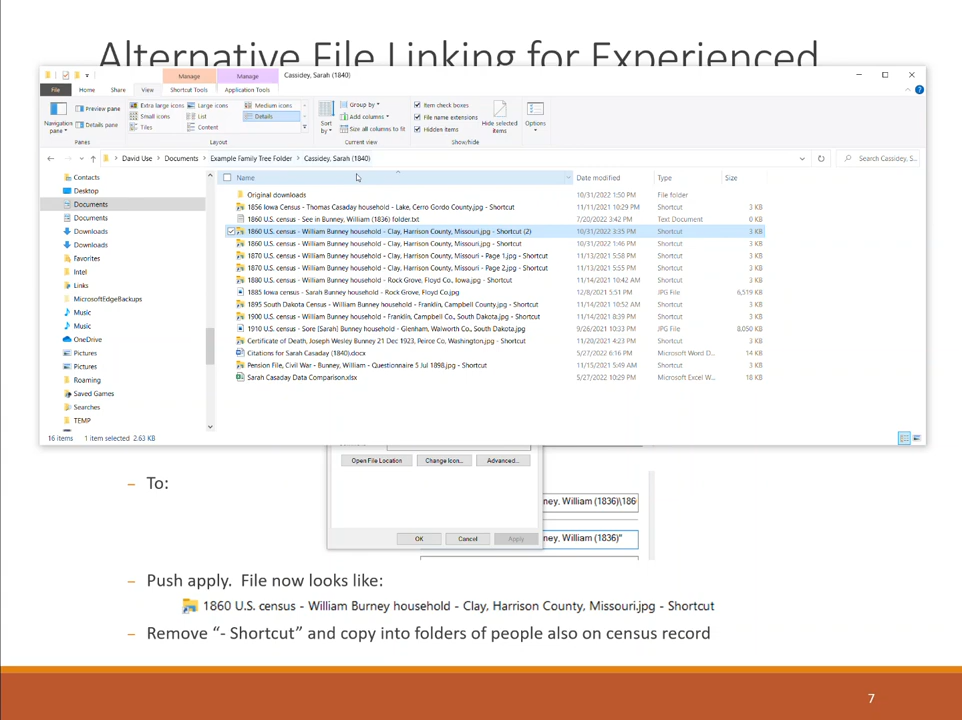 Alternative File Linking for Experienced
Manage Manage Cassidey, Sarah (1840)
File Home Share View Shortcut Tools Application Tools
Navigation pane
Preview pane
Details pane
Panes
Extra large icons Large icons Medium icons
Small icons List Details
Tiles Content
Layout
Sort by
Group by
Add columns
Size all columns to fit
Current view
Item check boxes
File name extensions
Hidden items
Hide selected items
Show/hide
Options
David Use > Documents > Example Family Tree Folder > Cassidey, Sarah (1840)
Search Cassidey, S...
Contacts
Desktop
Documents
Documents
Downloads
Downloads
Favorites
Intel
Links
MicrosoftEdgeBackups
Music
Music
OneDrive
Pictures
Pictures
Roaming
Saved Games
Searches
TEMP
Name Date modified Type Size
Original downloads 10/31/2022 1:50 PM File folder
1856 Iowa Census - Thomas Casaday household - Lake, Cerro Gordo County.jpg - Shortcut 11/11/2021 10:29 PM Shortcut 3 KB
1860 U.S. census - See in Bunney, William (1836) folder.txt 7/20/2022 3:42 PM Text Document 0 KB
1860 U.S. census - William Bunney household - Clay, Harrison County, Missouri.jpg - Shortcut (2) 10/31/2022 3:35 PM Shortcut 3 KB
1860 U.S. census - William Bunney household - Clay, Harrison County, Missouri.jpg - Shortcut 10/31/2022 1:46 PM Shortcut 3 KB
1870 U.S. census - William Bunney household - Clay, Harrison County, Missouri - Page 1.jpg - Shortcut 11/13/2021 5:58 PM Shortcut 3 KB
1870 U.S. census - William Bunney household - Clay, Harrison County, Missouri - Page 2.jpg - Shortcut 11/13/2021 5:55 PM Shortcut 3 KB
1880 U.S. census - William Bunney household - Rock Grove, Floyd Co., Iowa.jpg - Shortcut 11/14/2021 10:42 AM Shortcut 3 KB
1885 Iowa census - Sarah Bunney household - Rock Grove, Floyd Co.jpg 12/8/2021 5:51 PM JPG File 6,519 KB
1895 South Dakota Census - William Bunney household - Franklin, Campbell County.jpg - Shortcut 11/14/2021 10:52 AM Shortcut 3 KB
1900 U.S. census - William Bunney household - Franklin, Campbell Co., South Dakota.jpg - Shortcut 11/14/2021 8:39 PM Shortcut 3 KB
1910 U.S. census - Sore [Sarah] Bunney household - Glenham, Walworth Co., South Dakota.jpg 9/26/2021 10:33 PM JPG File 8,050 KB
Certificate of Death, Joseph Wesley Bunney 21 Dec 1923, Peirce Co, Washington.jpg - Shortcut 11/20/2021 4:23 PM Shortcut 3 KB
Citations for Sarah Casaday (1840).docx 5/27/2022 6:16 PM Microsoft Word D... 14 KB
Pension File, Civil War - Bunney, William - Questionnaire 5 Jul 1898.jpg - Shortcut 11/15/2021 5:49 AM Shortcut 3 KB
Sarah Casaday Data Comparison.xlsx 5/27/2022 10:29 PM Microsoft Excel W... 18 KB
16 items 1 item selected 2.63 KB
Open File Location Change Icon... Advanced...
– To:
ney, William (1836)\186
ney, William (1836)"
OK Cancel Apply
– Push apply. File now looks like:
1860 U.S. census - William Burney household - Clay, Harrison County, Missouri.jpg - Shortcut
– Remove “- Shortcut” and copy into folders of people also on census record
7